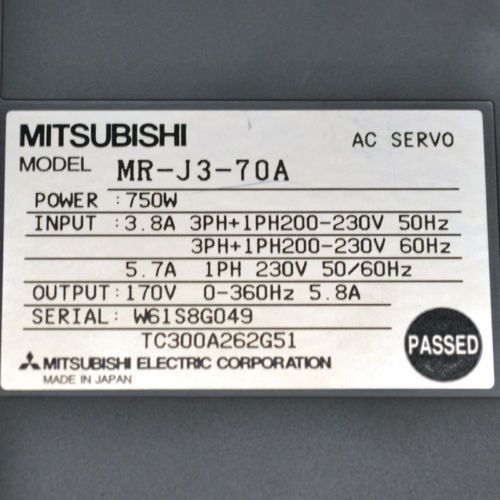 MITSUBISHI AC SERVO
MODEL MR-J3-70A
POWER :750W
INPUT :3.8A 3PH+1PH200-230V 50Hz
3PH+1PH200-230V 60Hz
5.7A 1PH 230V 50/60Hz
OUTPUT:170V 0-360Hz 5.8A
SERIAL: W61S8G049
TC300A262G51
PASSED
MITSUBISHI ELECTRIC CORPORATION
MADE IN JAPAN